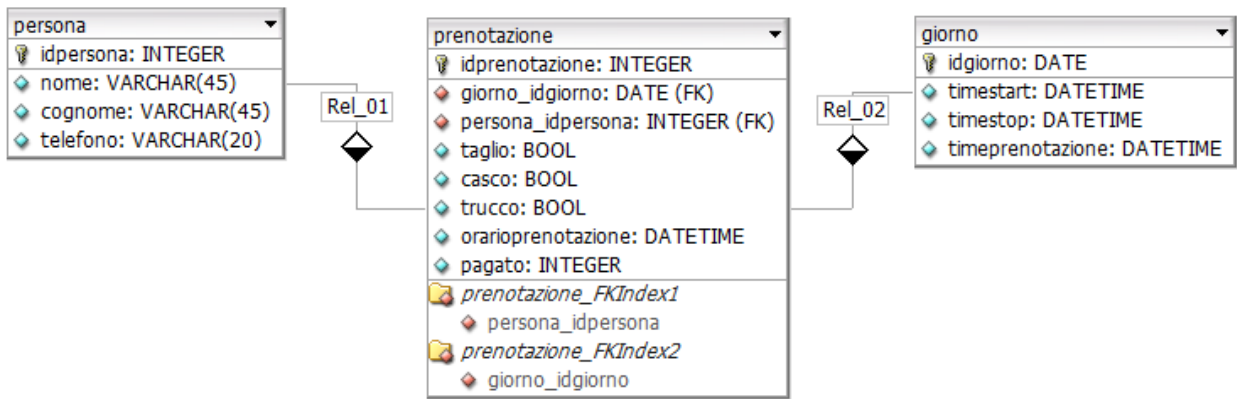 persona
idpersona: INTEGER
nome: VARCHAR(45)
cognome: VARCHAR(45)
telefono: VARCHAR(20)
Rel_01
prenotazione
idprenotazione: INTEGER
giorno_idgiorno: DATE (FK)
persona_idpersona: INTEGER (FK)
taglio: BOOL
casco: BOOL
trucco: BOOL
orarioprenotazione: DATETIME
pagato: INTEGER
prenotazione_FKIndex1
persona_idpersona
prenotazione_FKIndex2
giorno_idgiorno
Rel_02
giorno
idgiorno: DATE
timestart: DATETIME
timestop: DATETIME
timeprenotazione: DATETIME